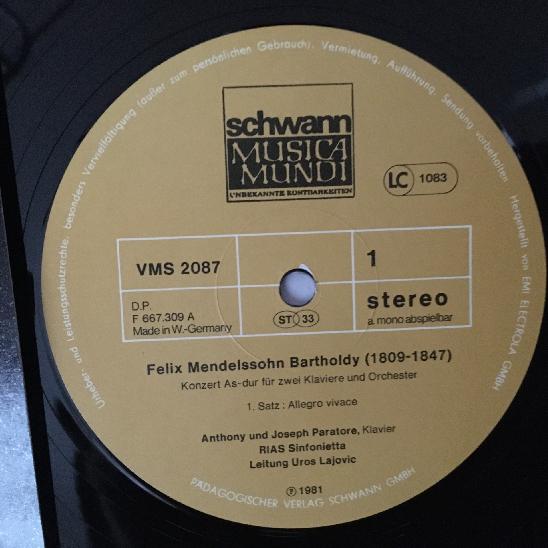 Urheber- und Leistungsschutzrechte, besonders Vervielfältigung (außer zum persönlichen Gebrauch), Vermietung, Aufführung, Sendung vorbehalten. Hergestellt von EMI ELECTROLA GMBH
schwann
MUSICA
MUNDI
UNBEKANNTE KOSTBARKEITEN
LC 1083
VMS 2087
1
D.P.
F 667.309 A
Made in W.-Germany
ST 33
stereo
a. mono abspielbar
Felix Mendelssohn Bartholdy (1809-1847)
Konzert As-dur für zwei Klaviere und Orchester
1. Satz: Allegro vivace
Anthony und Joseph Paratore, Klavier
RIAS Sinfonietta
Leitung Uros Lajovic
℗ 1981
PÄDAGOGISCHER VERLAG SCHWANN GMBH